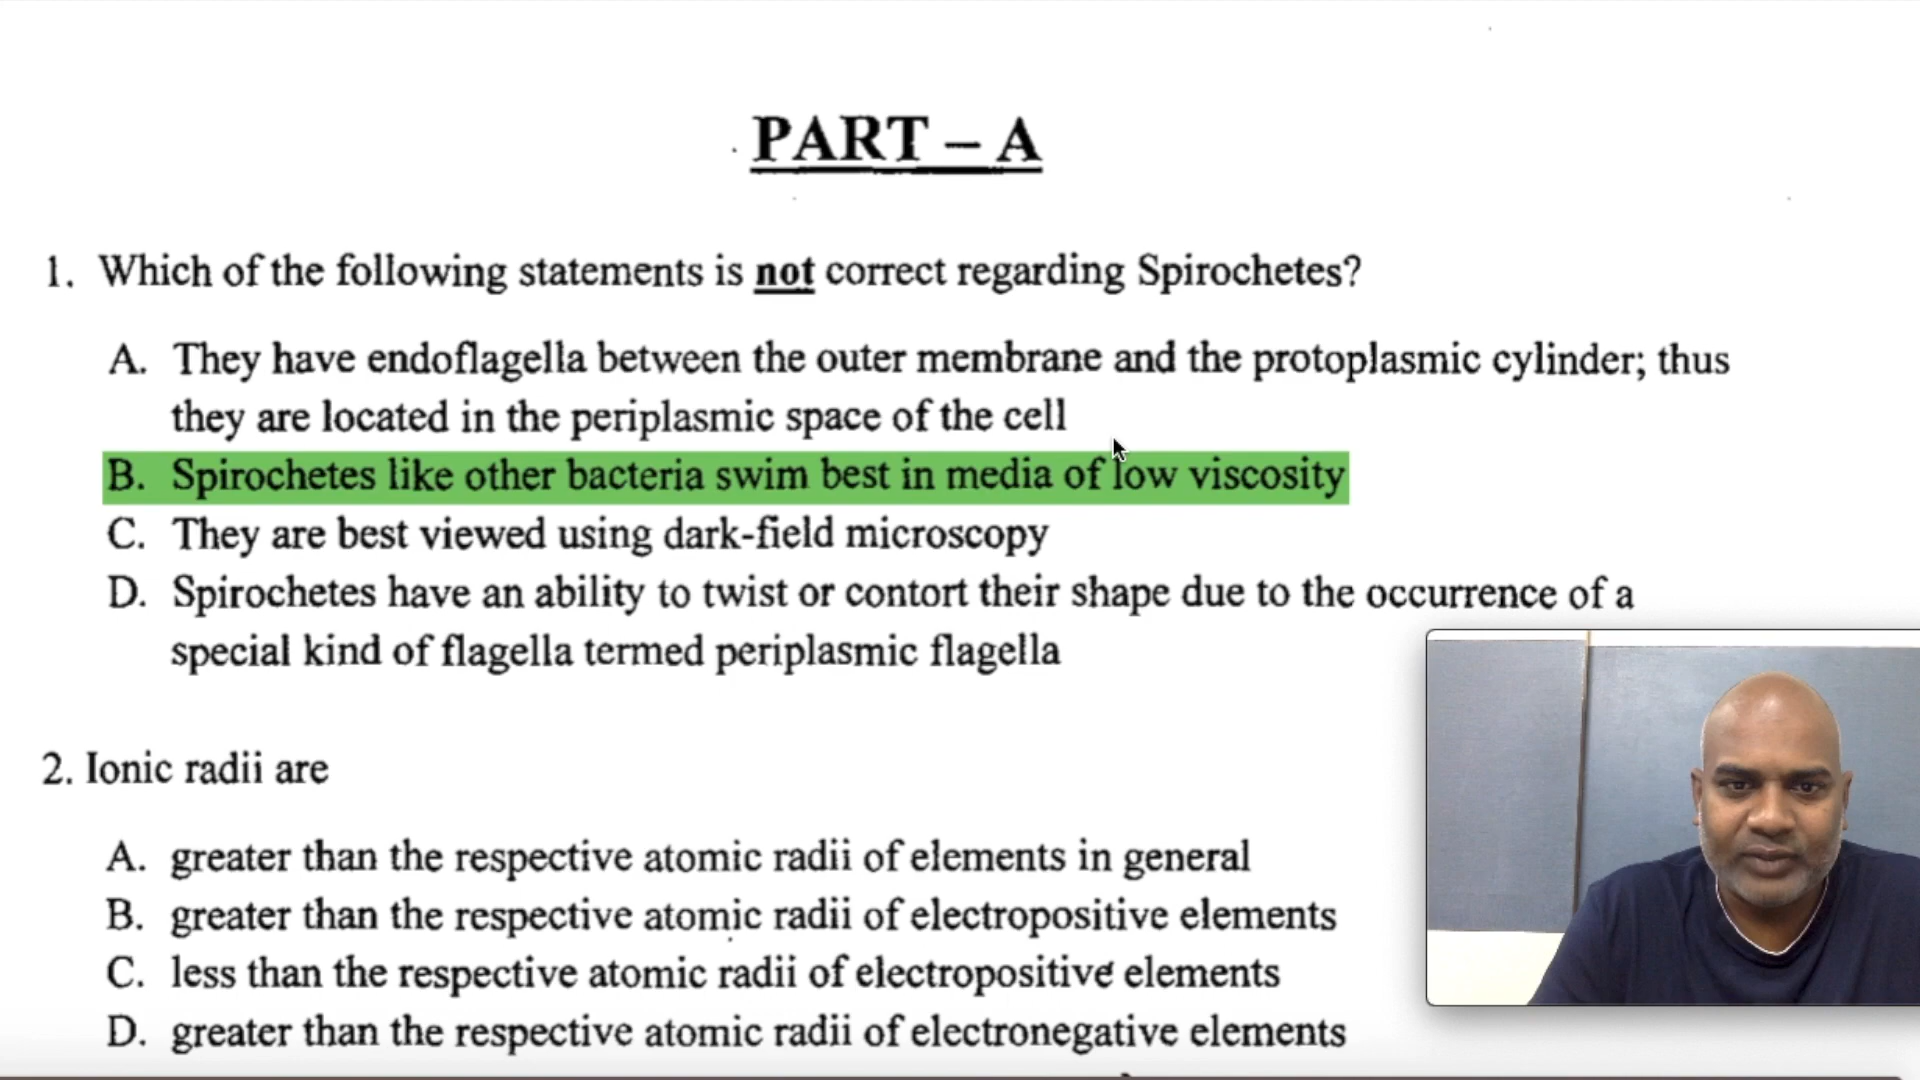 PART – A
1. Which of the following statements is not correct regarding Spirochetes?
A. They have endoflagella between the outer membrane and the protoplasmic cylinder; thus
they are located in the periplasmic space of the cell
B. Spirochetes like other bacteria swim best in media of low viscosity
C. They are best viewed using dark-field microscopy
D. Spirochetes have an ability to twist or contort their shape due to the occurrence of a
special kind of flagella termed periplasmic flagella
2. Ionic radii are
A. greater than the respective atomic radii of elements in general
B. greater than the respective atomic radii of electropositive elements
C. less than the respective atomic radii of electropositive elements
D. greater than the respective atomic radii of electronegative elements